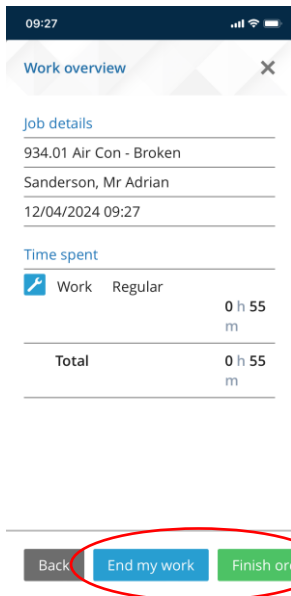 09:27
Work overview
Job details
934.01 Air Con - Broken
Sanderson, Mr Adrian
12/04/2024 09:27
Time spent
Work Regular
0 h 55
m
Total 0 h 55
m
Back End my work Finish or